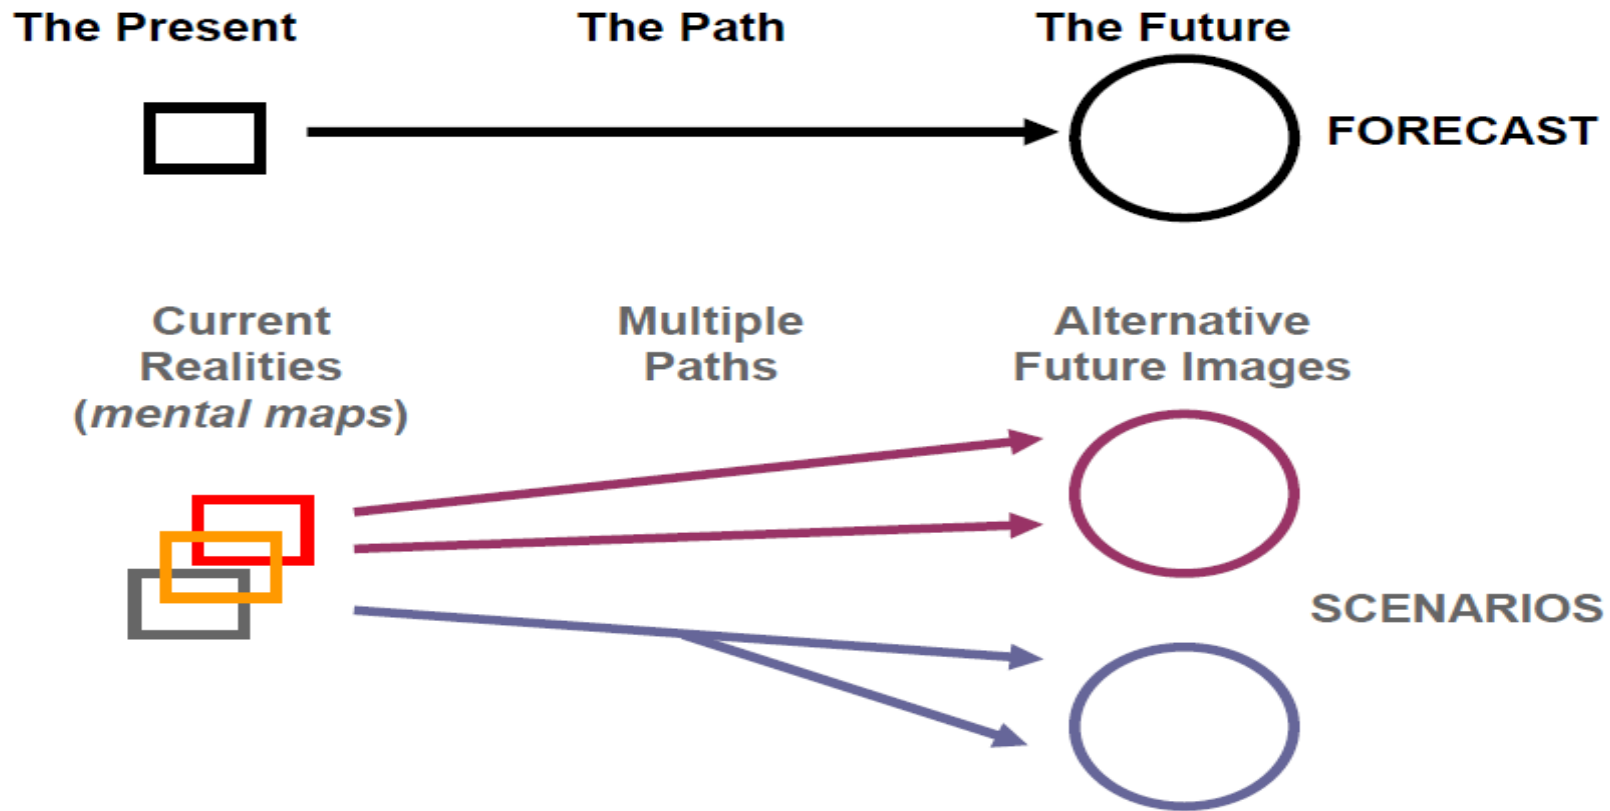 The Present
The Path
The Future
FORECAST
Current
Realities
(mental maps)
Multiple
Paths
Alternative
Future Images
SCENARIOS